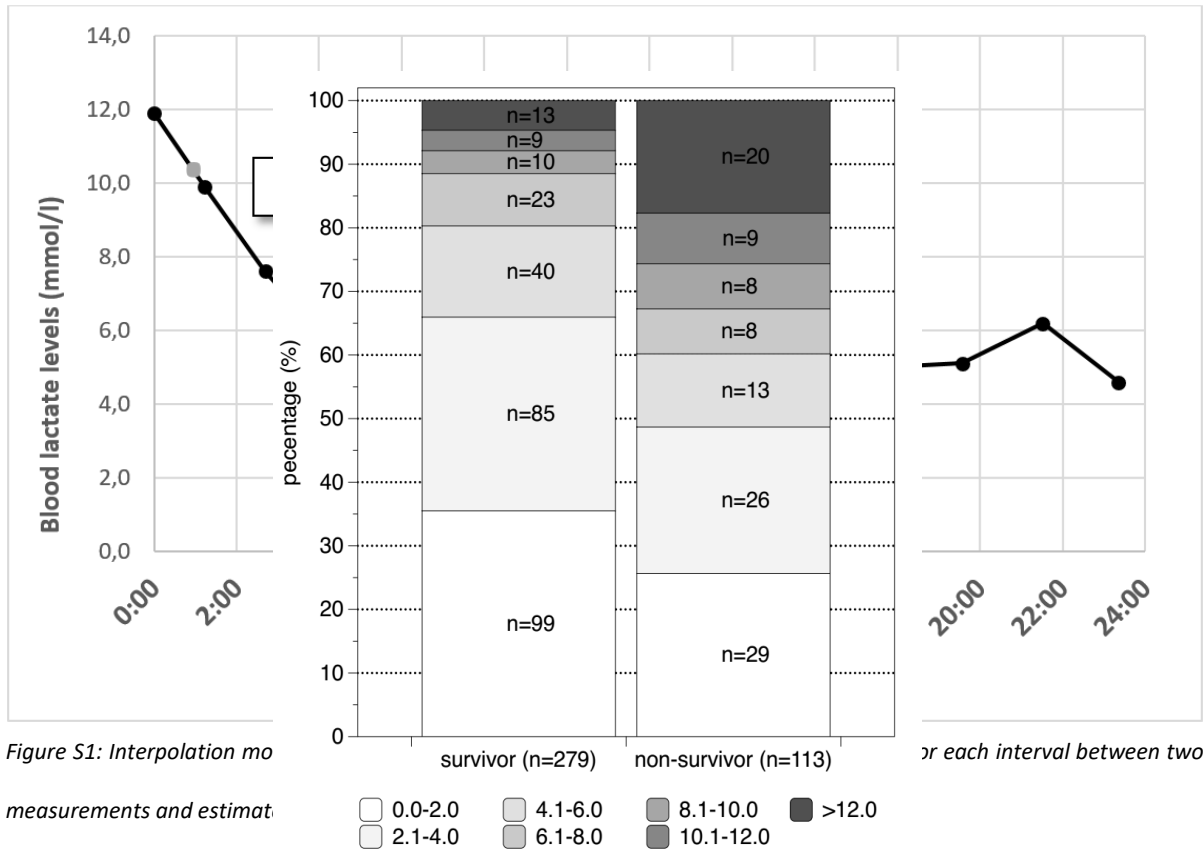 14,0
12,0
10,0
8,0
6,0
4,0
2,0
0,0
Blood lactate levels (mmol/l)
0:00
2:00
20:00
22:00
24:00
100
90
80
70
60
50
40
30
20
10
0
pecentage (%)
n=13
n=9
n=10
n=23
n=40
n=85
n=99
n=20
n=9
n=8
n=8
n=13
n=26
n=29
survivor (n=279) non-survivor (n=113)
0.0-2.0 4.1-6.0 8.1-10.0 >12.0
2.1-4.0 6.1-8.0 10.1-12.0
Figure S1: Interpolation or each interval between two
measurements and